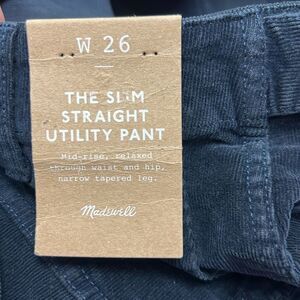 W 26
THE SLIM
STRAIGHT
UTILITY PANT
Mid-rise, relaxed
through waist and hip,
narrow tapered leg.
Madewell